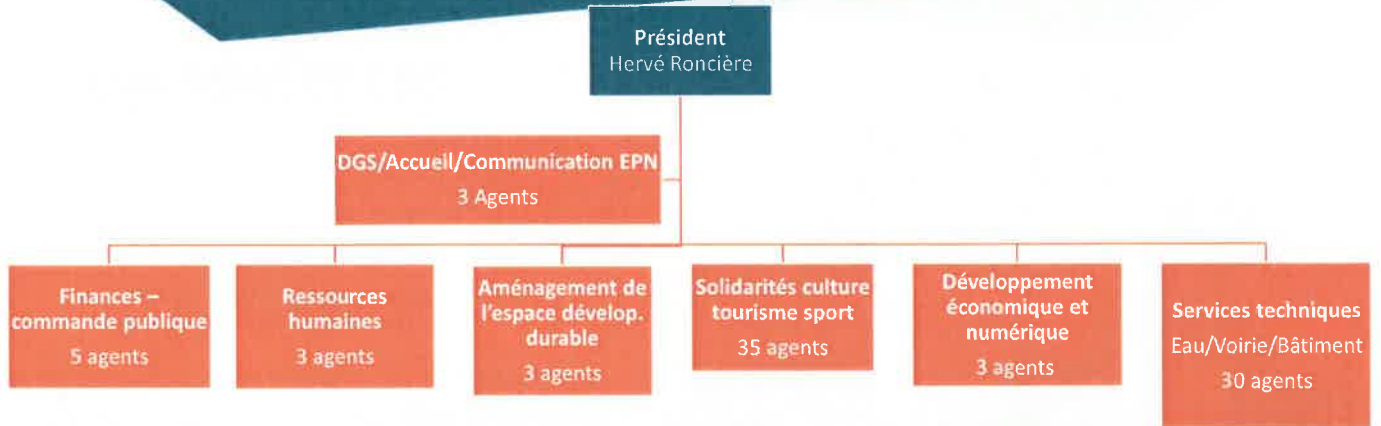 Président
Hervé Roncière
DGS/Accueil/Communication EPN
3 Agents
Finances –
commande publique
5 agents
Ressources
humaines
3 agents
Aménagement de
l'espace dévelop.
durable
3 agents
Solidarités culture
tourisme sport
35 agents
Développement
économique et
numérique
3 agents
Services techniques
Eau/Voirie/Bâtiment
30 agents